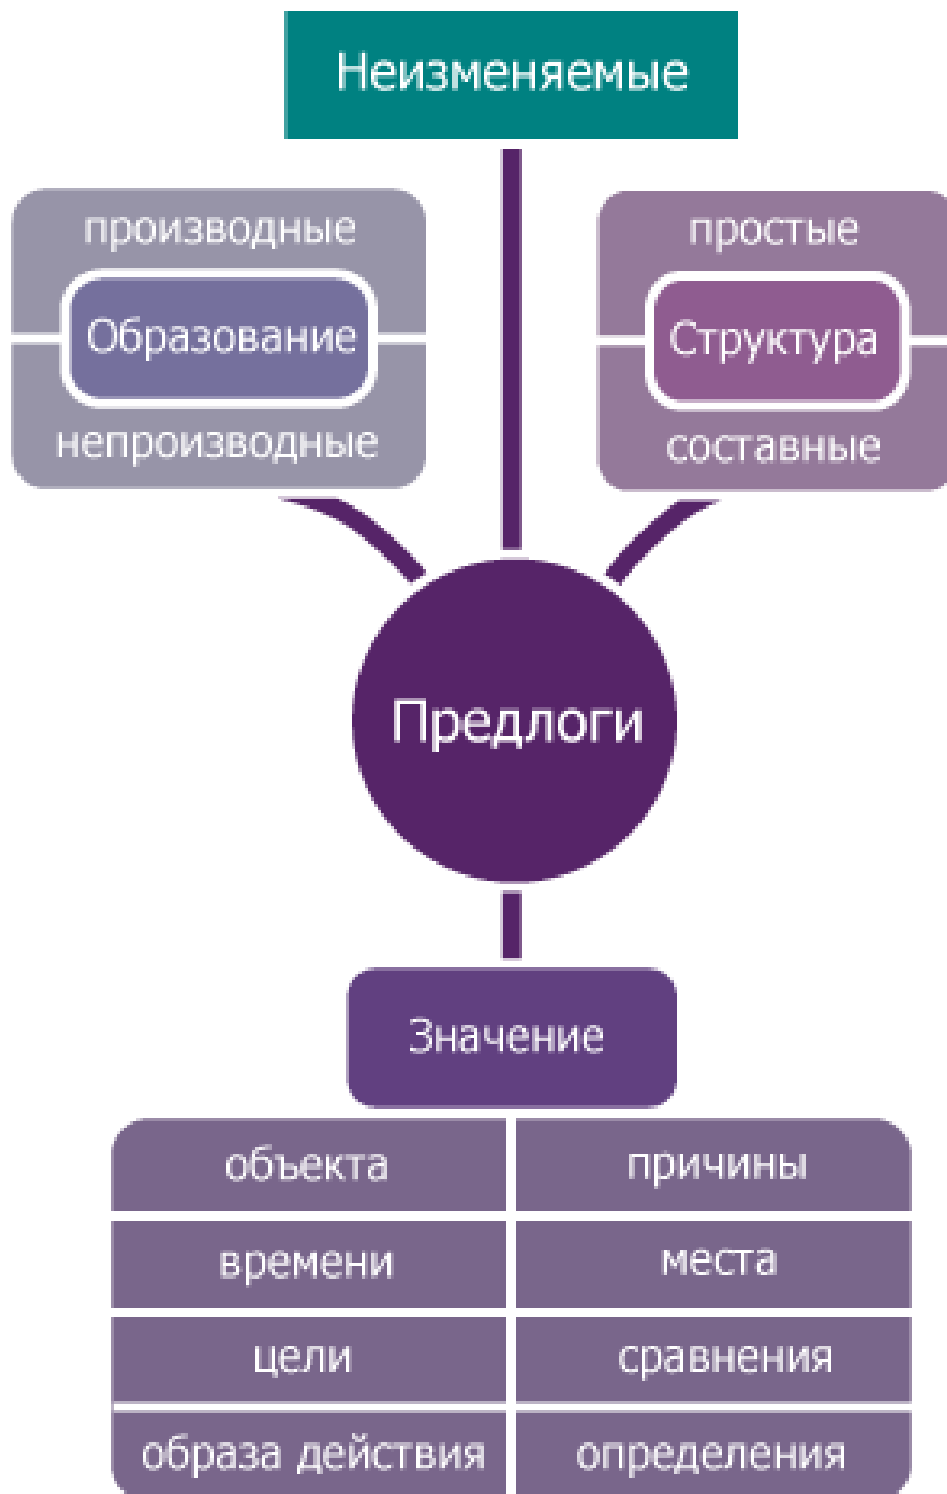 Неизменяемые
производные
Образование
непроизводные
простые
Структура
составные
Предлоги
Значение
объекта
причины
времени
места
цели
сравнения
образа действия
определения